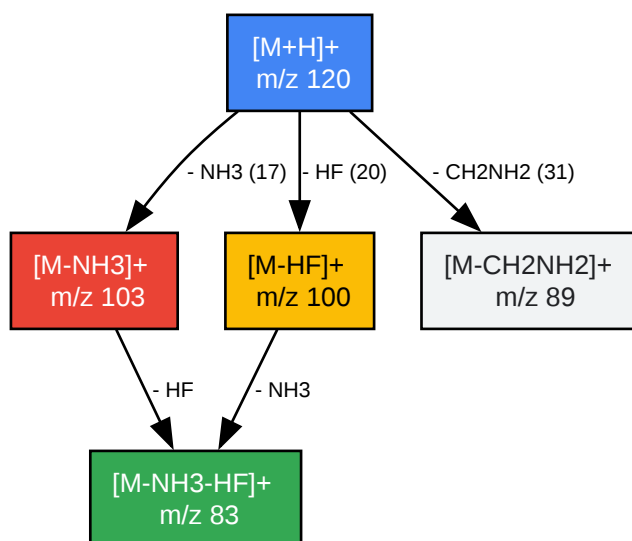 [M+H]+
m/z 120
- NH3 (17)
- HF (20)
- CH2NH2 (31)
[M-NH3]+
m/z 103
[M-HF]+
m/z 100
[M-CH2NH2]+
m/z 89
- HF
- NH3
[M-NH3-HF]+
m/z 83